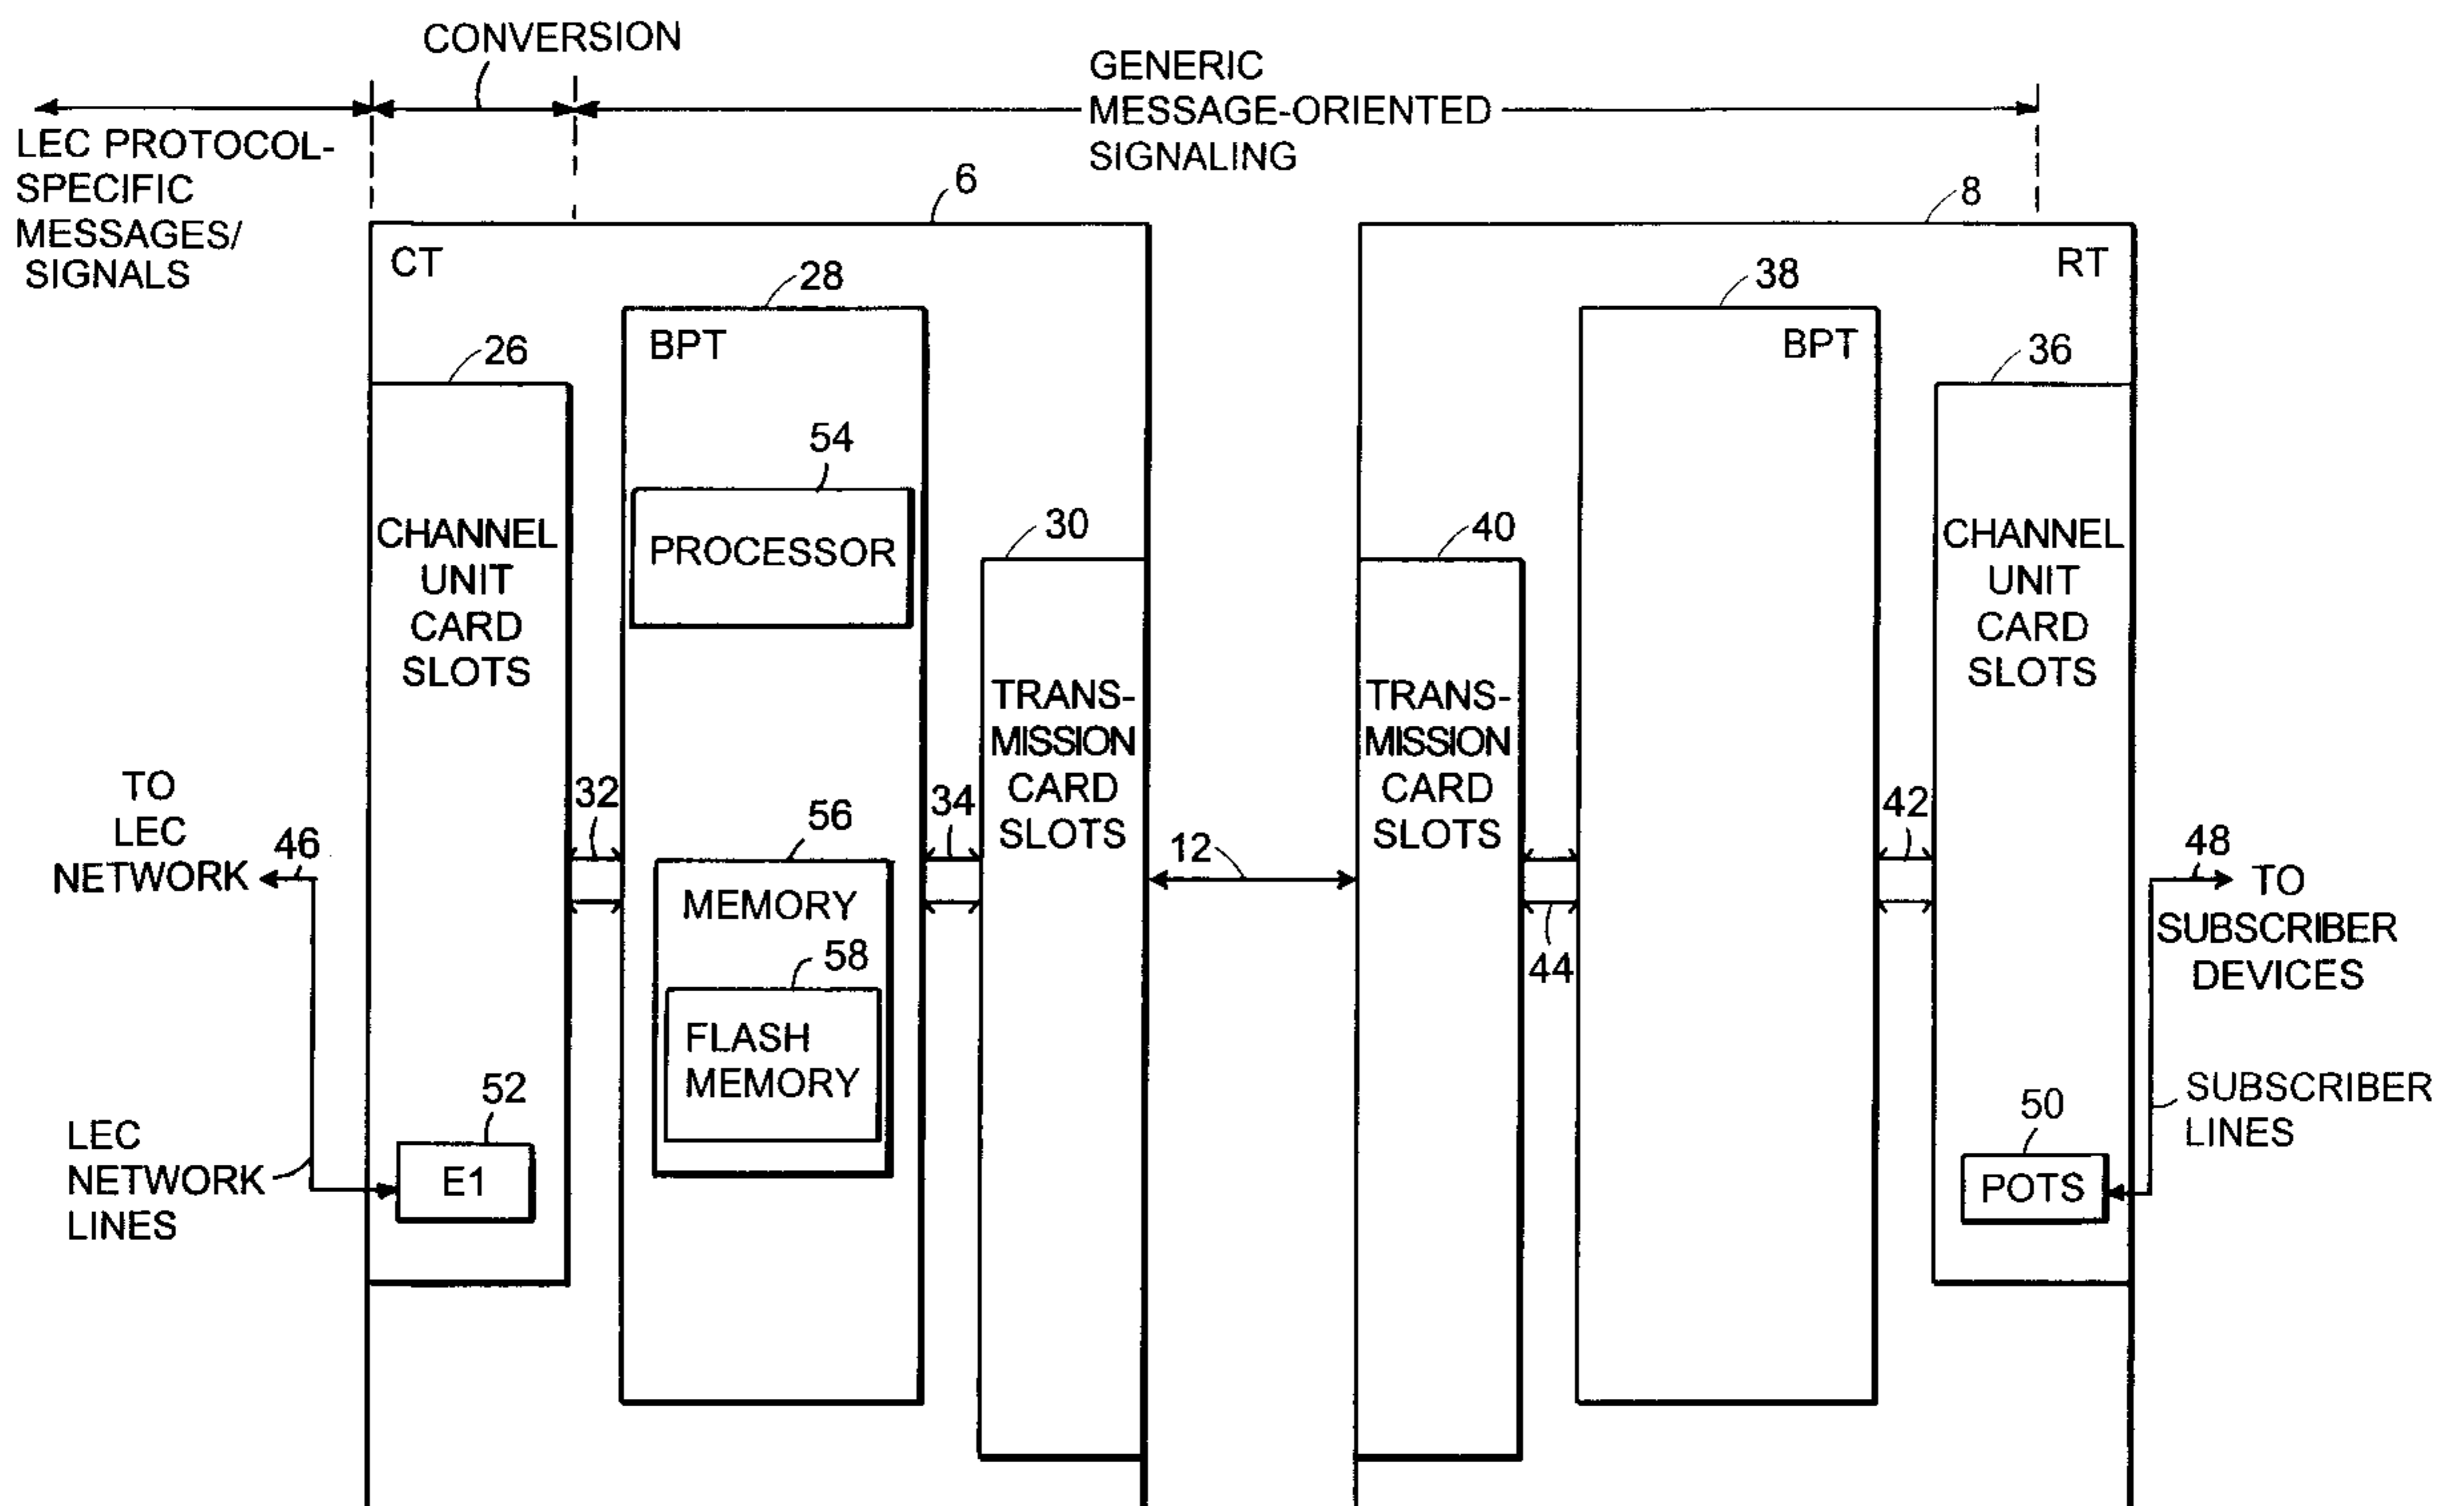 CONVERSION
GENERIC
MESSAGE-ORIENTED
SIGNALING
LEC PROTOCOL-
SPECIFIC
MESSAGES/
SIGNALS
6
8
CT
RT
28
BPT
38
BPT
26
36
54
PROCESSOR
30
40
CHANNEL
UNIT
CARD
SLOTS
CHANNEL
UNIT
CARD
SLOTS
TRANS-
MISSION
CARD
SLOTS
TRANS-
MISSION
CARD
SLOTS
TO
LEC
NETWORK
46
32
56
MEMORY
34
12
44
42
48
TO
SUBSCRIBER
DEVICES
58
FLASH
MEMORY
52
E1
LEC
NETWORK
LINES
50
POTS
SUBSCRIBER
LINES